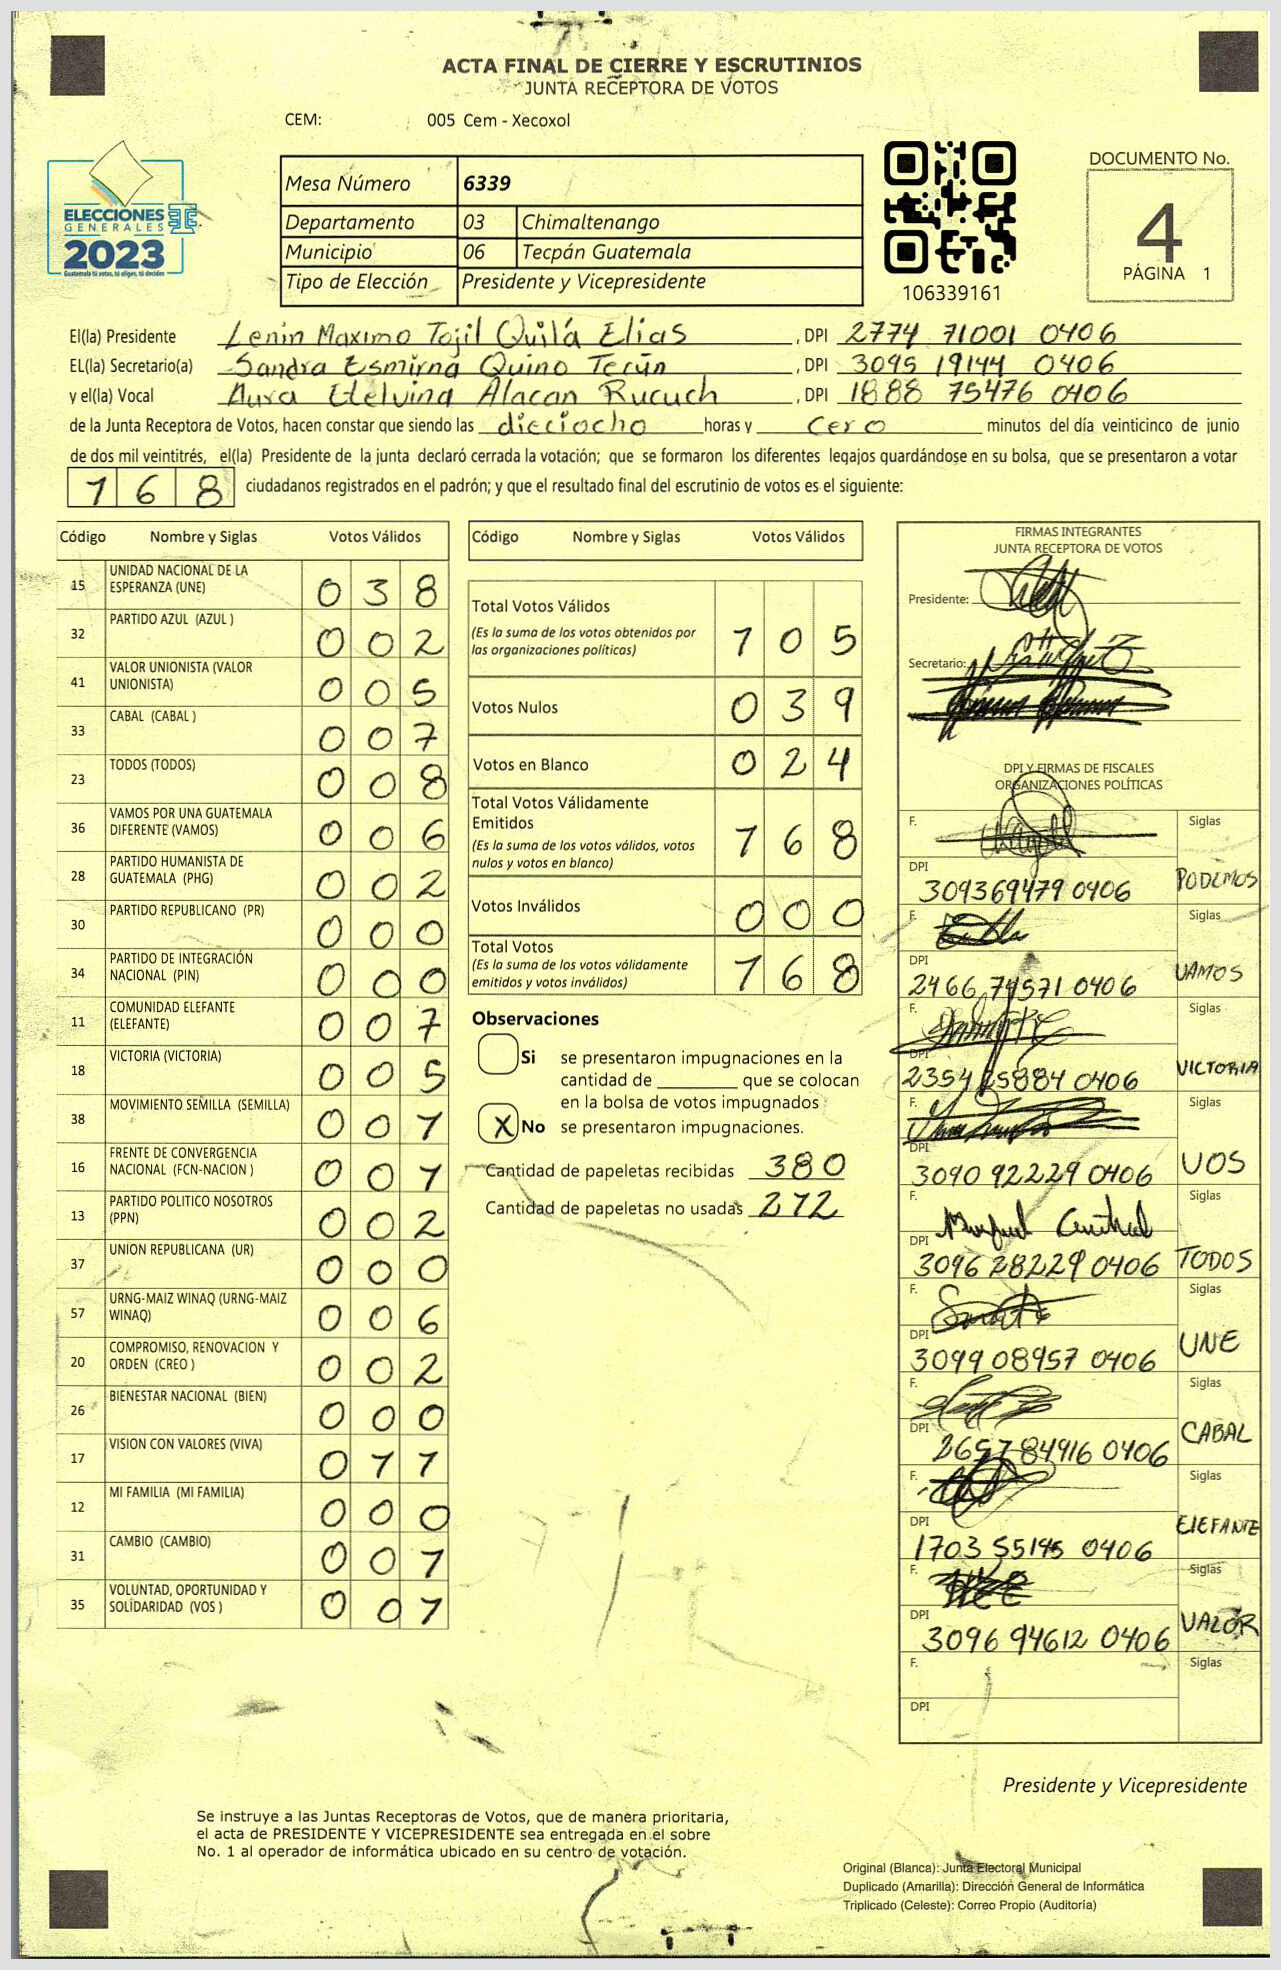 ACTA FINAL DE CIERRE Y ESCRUTINIOS
JUNTA RECEPTORA DE VOTOS
CEM: 005 Cem - Xecoxol
ELECCIONES
GENERALES
2023
Guatemala tú votas, tú eliges, tú decides
Mesa Número 6339
Departamento 03 Chimaltenango
Municipio 06 Tecpán Guatemala
Tipo de Elección Presidente y Vicepresidente
106339161
DOCUMENTO No.
4
PÁGINA 1
El(la) Presidente Lenin Maximo Tojil Quilá Elias, DPI 2774 71001 0406
EL(la) Secretario(a) Sandra Esmirna Quino Tecún, DPI 3095 19144 0406
y el(la) Vocal Aura Etelvina Alacan Rucuch, DPI 1888 75476 0406
de la Junta Receptora de Votos, hacen constar que siendo las dieciocho horas y cero minutos del día veinticinco de junio
de dos mil veintitrés, el(la) Presidente de la junta declaró cerrada la votación; que se formaron los diferentes legajos guardándose en su bolsa, que se presentaron a votar
1 6 8 ciudadanos registrados en el padrón; y que el resultado final del escrutinio de votos es el siguiente:
Código Nombre y Siglas Votos Válidos
15 UNIDAD NACIONAL DE LA ESPERANZA (UNE) 0 3 8
32 PARTIDO AZUL (AZUL ) 0 0 2
41 VALOR UNIONISTA (VALOR UNIONISTA) 0 0 5
33 CABAL (CABAL ) 0 0 7
23 TODOS (TODOS) 0 0 8
36 VAMOS POR UNA GUATEMALA DIFERENTE (VAMOS) 0 0 6
28 PARTIDO HUMANISTA DE GUATEMALA (PHG) 0 0 2
30 PARTIDO REPUBLICANO (PR) 0 0 0
34 PARTIDO DE INTEGRACIÓN NACIONAL (PIN) 0 0 0
11 COMUNIDAD ELEFANTE (ELEFANTE) 0 0 7
18 VICTORIA (VICTORIA) 0 0 5
38 MOVIMIENTO SEMILLA (SEMILLA) 0 0 1
16 FRENTE DE CONVERGENCIA NACIONAL (FCN-NACION ) 0 0 1
13 PARTIDO POLITICO NOSOTROS (PPN) 0 0 2
37 UNION REPUBLICANA (UR) 0 0 0
57 URNG-MAIZ WINAQ (URNG-MAIZ WINAQ) 0 0 6
20 COMPROMISO, RENOVACION Y ORDEN (CREO ) 0 0 2
26 BIENESTAR NACIONAL (BIEN) 0 0 0
17 VISION CON VALORES (VIVA) 0 1 1
12 MI FAMILIA (MI FAMILIA) 0 0 0
31 CAMBIO (CAMBIO) 0 0 1
35 VOLUNTAD, OPORTUNIDAD Y SOLIDARIDAD (VOS ) 0 0 1
Código Nombre y Siglas Votos Válidos
Total Votos Válidos
(Es la suma de los votos obtenidos por
las organizaciones políticas) 1 0 5
Votos Nulos 0 3 9
Votos en Blanco 0 2 4
Total Votos Válidamente
Emitidos
(Es la suma de los votos válidos, votos
nulos y votos en blanco) 1 6 8
Votos Inválidos 0 0 0
Total Votos
(Es la suma de los votos válidamente
emitidos y votos inválidos) 1 6 8
Observaciones
Si se presentaron impugnaciones en la
cantidad de ________ que se colocan
en la bolsa de votos impugnados
X No se presentaron impugnaciones.
Cantidad de papeletas recibidas 380
Cantidad de papeletas no usadas 212
FIRMAS INTEGRANTES
JUNTA RECEPTORA DE VOTOS
Presidente:
Secretario:
DPI Y FIRMAS DE FISCALES
ORGANIZACIONES POLÍTICAS
F. Siglas
DPI 309369479 0406 PODEMOS
F. Siglas
DPI 2466 74571 0406 VAMOS
F. Siglas
DPI 2354 25884 0406 VICTORIA
F. Siglas
DPI 3090 92229 0406 VOS
F. Siglas
DPI 3096 28229 0406 TODOS
F. Siglas
DPI 3099 08957 0406 UNE
F. Siglas
DPI 2657 84916 0406 CABAL
F. Siglas
DPI 1703 55145 0406 ElEFANTE
F. Siglas
DPI 3096 94612 0406 VALOR
F. Siglas
DPI
Presidente y Vicepresidente
Se instruye a las Juntas Receptoras de Votos, que de manera prioritaria,
el acta de PRESIDENTE Y VICEPRESIDENTE sea entregada en el sobre
No. 1 al operador de informática ubicado en su centro de votación.
Original (Blanca): Junta Electoral Municipal
Duplicado (Amarilla): Dirección General de Informática
Triplicado (Celeste): Correo Propio (Auditoría)